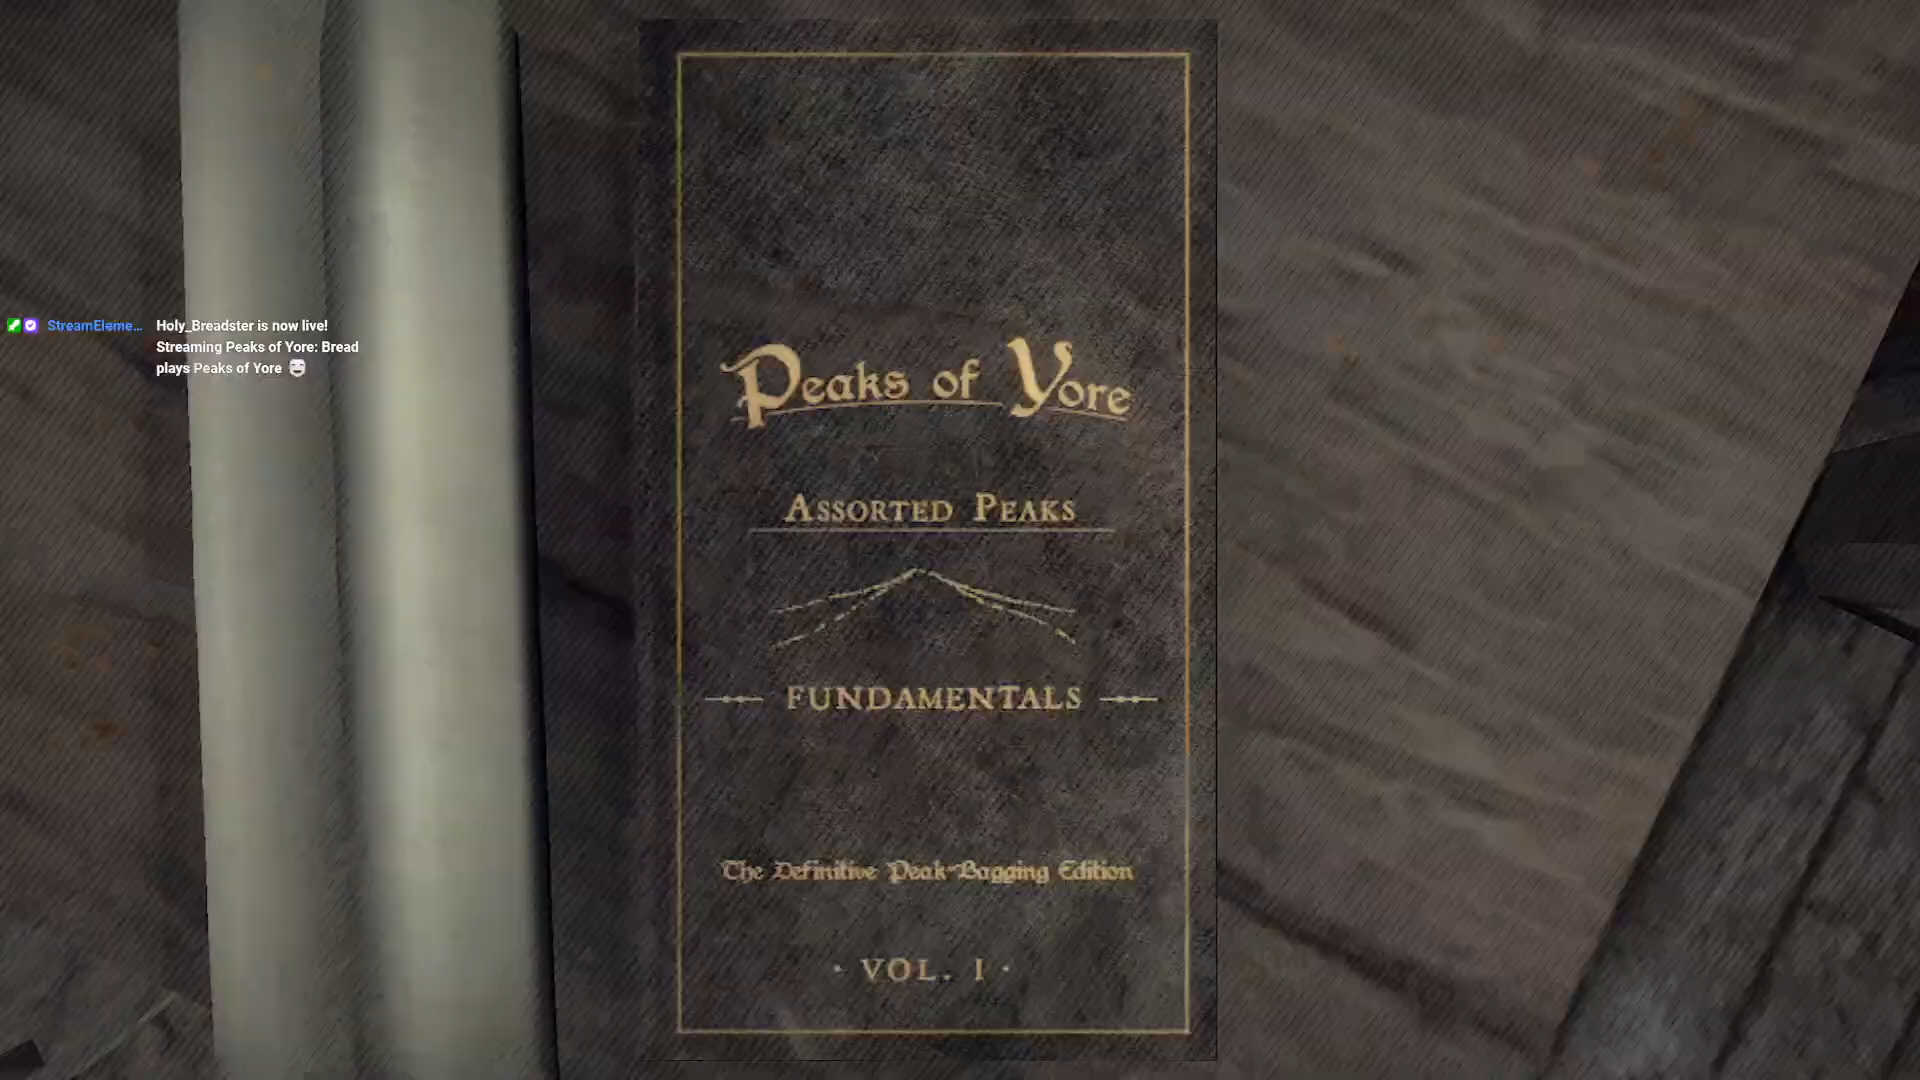 StreamEleme...
Holy_Breadster is now live!
Streaming Peaks of Yore: Bread
plays Peaks of Yore
Peaks of Yore
ASSORTED PEAKS
FUNDAMENTALS
The Definitive Peak-Bagging Edition
· VOL. I ·